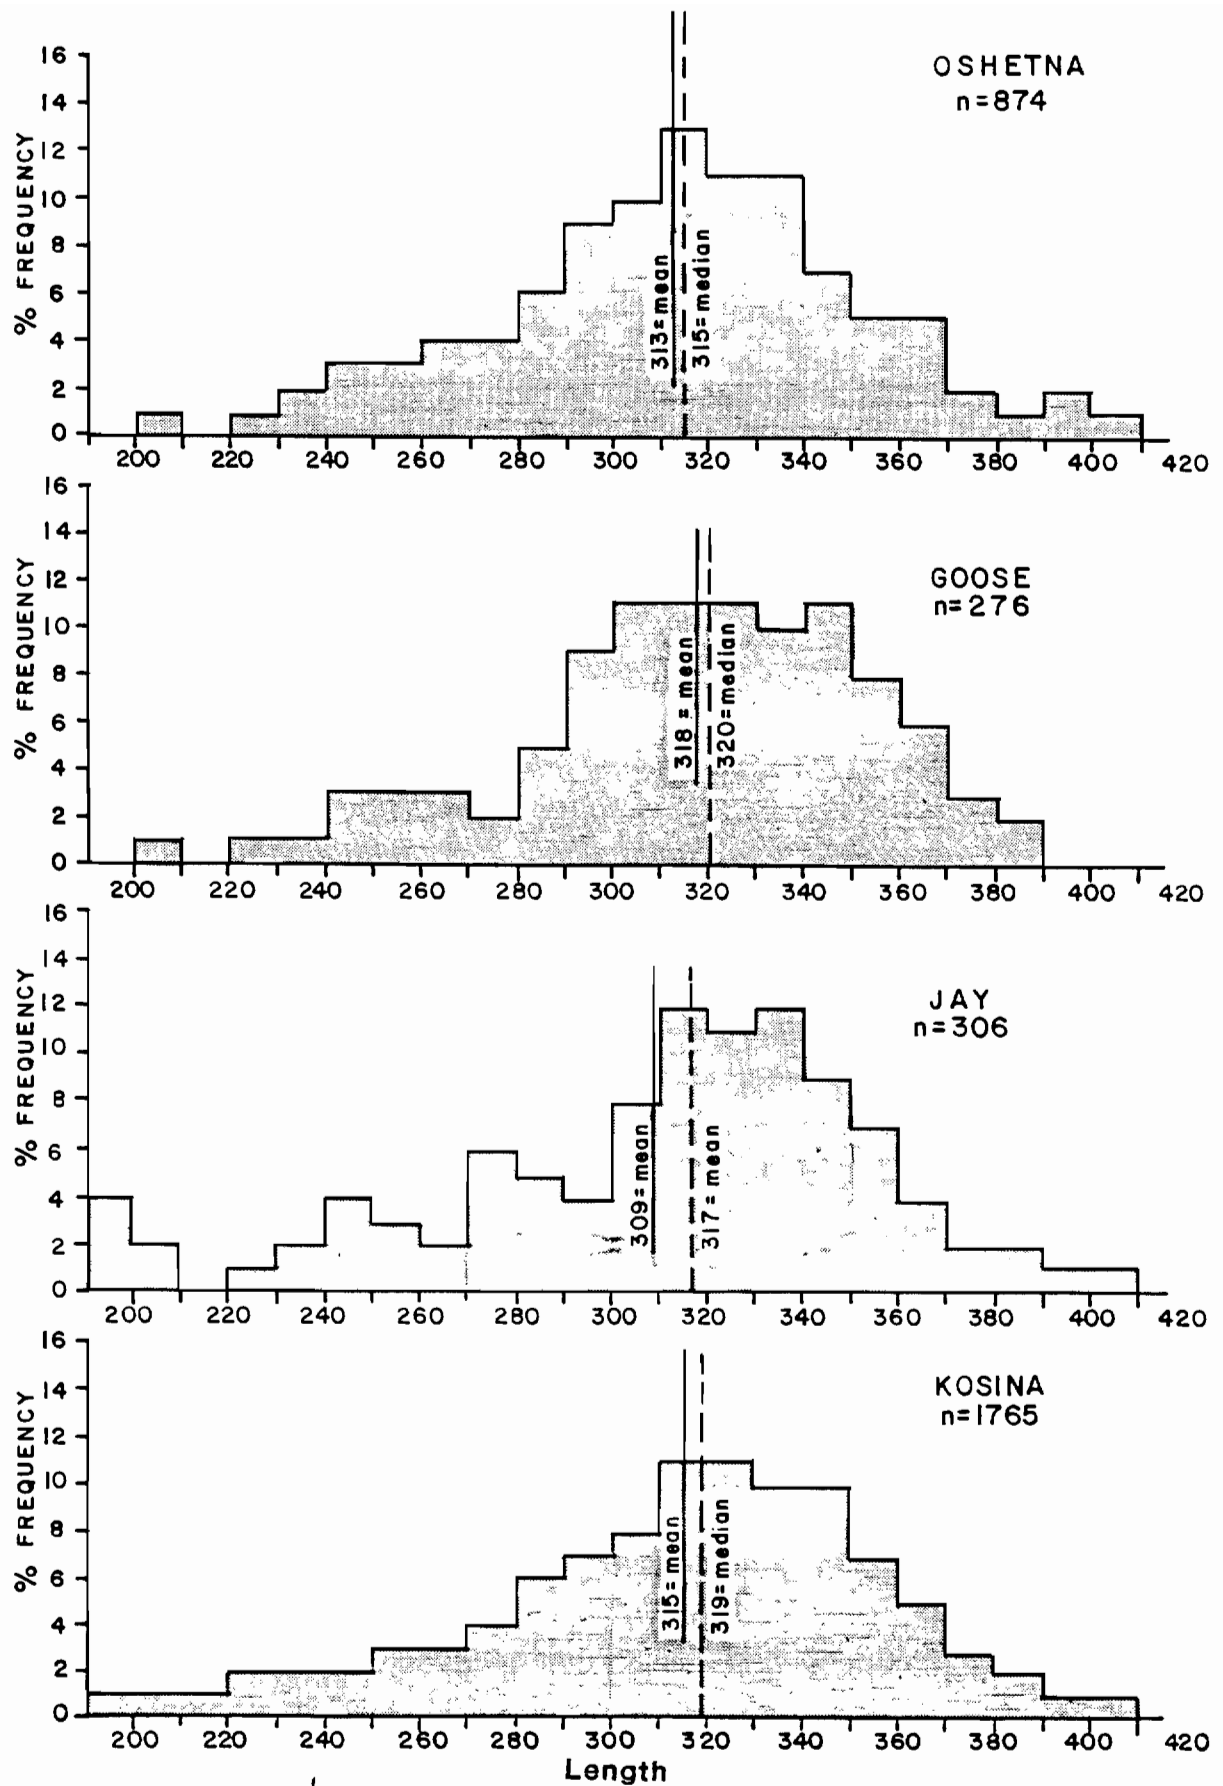 OSHETNA
n=874
% FREQUENCY
16
14
12
10
8
6
4
2
0
313=mean
315=median
200 220 240 260 280 300 320 340 360 380 400 420
GOOSE
n=276
% FREQUENCY
16
14
12
10
8
6
4
2
0
318=mean
320=median
200 220 240 260 280 300 320 340 360 380 400 420
JAY
n=306
% FREQUENCY
16
14
12
10
8
6
4
2
0
309=mean
317=mean
200 220 240 260 280 300 320 340 360 380 400 420
KOSINA
n=1765
% FREQUENCY
16
14
12
10
8
6
4
2
0
315=mean
319=median
200 220 240 260 280 300 320 340 360 380 400 420
Length